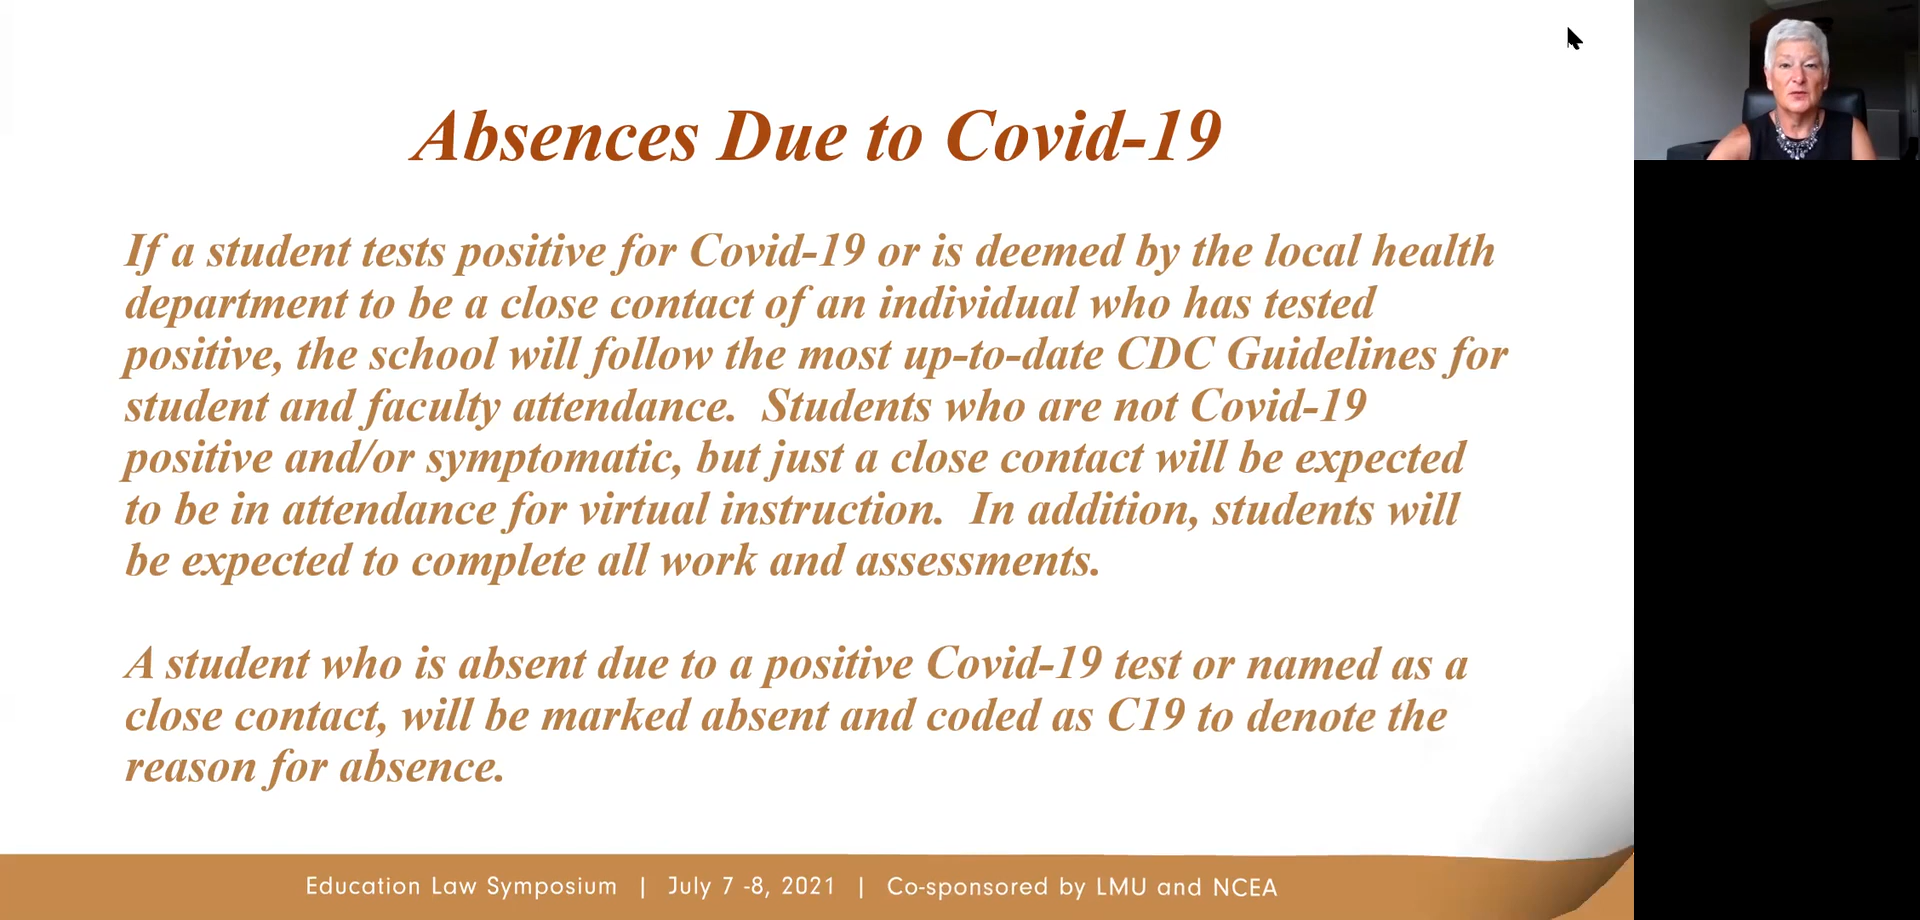 Absences Due to Covid-19
If a student tests positive for Covid-19 or is deemed by the local health
department to be a close contact of an individual who has tested
positive, the school will follow the most up-to-date CDC Guidelines for
student and faculty attendance.  Students who are not Covid-19
positive and/or symptomatic, but just a close contact will be expected
to be in attendance for virtual instruction.  In addition, students will
be expected to complete all work and assessments.
A student who is absent due to a positive Covid-19 test or named as a
close contact, will be marked absent and coded as C19 to denote the
reason for absence.
Education Law Symposium | July 7 -8, 2021 | Co-sponsored by LMU and NCEA